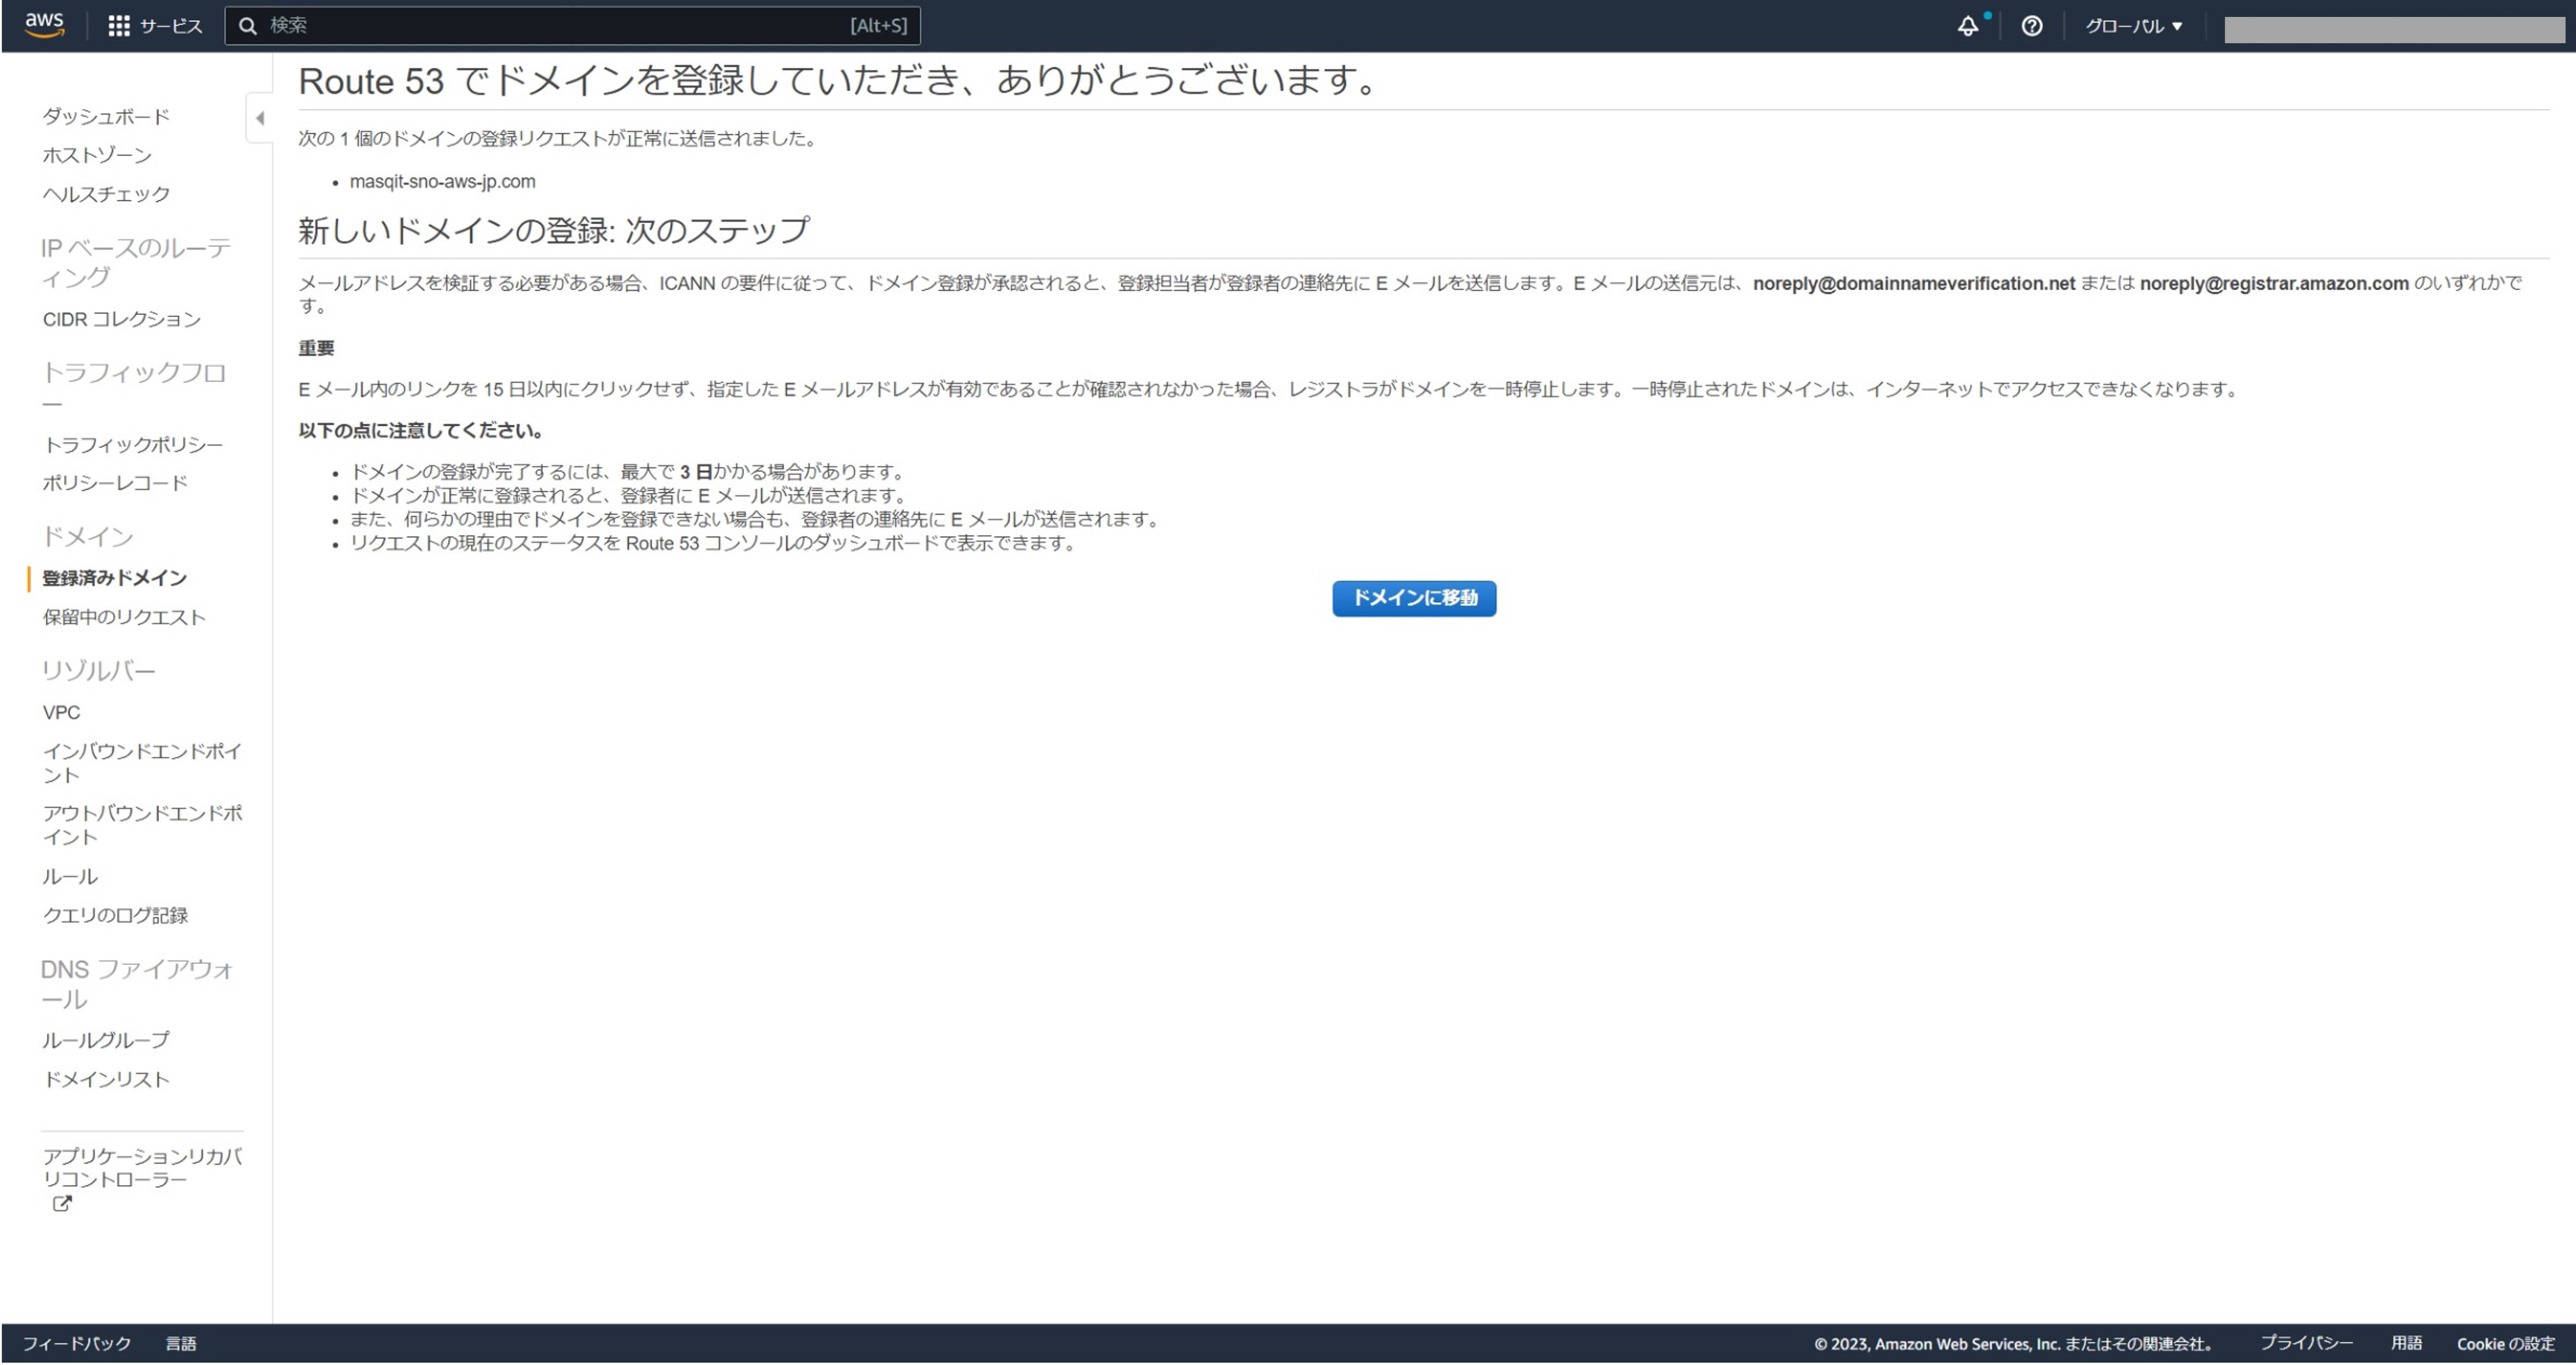 aws
サービス
検索
[Alt+S]
グローバル ▼
ダッシュボード
ホストゾーン
ヘルスチェック
IP ベースのルーテ
ィング
CIDR コレクション
トラフィックフロ
ー
トラフィックポリシー
ポリシーレコード
ドメイン
登録済みドメイン
保留中のリクエスト
リゾルバー
VPC
インバウンドエンドポイ
ント
アウトバウンドエンドポ
イント
ルール
クエリのログ記録
DNS ファイアウォ
ール
ルールグループ
ドメインリスト
アプリケーションリカバ
リコントローラー
Route 53 でドメインを登録していただき、ありがとうございます。
次の 1 個のドメインの登録リクエストが正常に送信されました。
• masqit-sno-aws-jp.com
新しいドメインの登録: 次のステップ
メールアドレスを検証する必要がある場合、ICANN の要件に従って、ドメイン登録が承認されると、登録担当者が登録者の連絡先に E メールを送信します。E メールの送信元は、noreply@domainnameverification.net または noreply@registrar.amazon.com のいずれかで
す。
重要
E メール内のリンクを 15 日以内にクリックせず、指定した E メールアドレスが有効であることが確認されなかった場合、レジストラがドメインを一時停止します。一時停止されたドメインは、インターネットでアクセスできなくなります。
以下の点に注意してください。
• ドメインの登録が完了するには、最大で 3 日かかる場合があります。
• ドメインが正常に登録されると、登録者に E メールが送信されます。
• また、何らかの理由でドメインを登録できない場合も、登録者の連絡先に E メールが送信されます。
• リクエストの現在のステータスを Route 53 コンソールのダッシュボードで表示できます。
ドメインに移動
フィードバック
言語
© 2023, Amazon Web Services, Inc. またはその関連会社。
プライバシー
用語
Cookie の設定